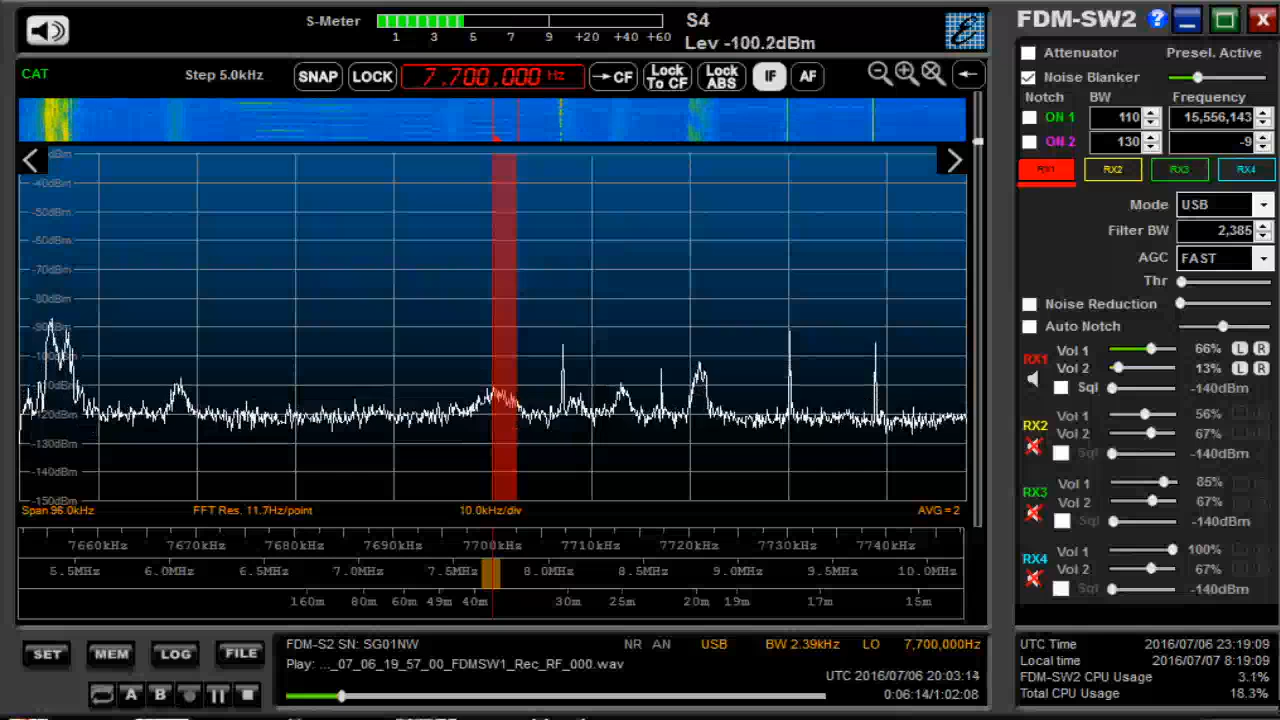 S-Meter 1 3 5 7 9 +20 +40 +60 S4
Lev -100.2dBm
FDM-SW2 ?
CAT Step 5.0kHz SNAP LOCK 7.700.000 Hz →CF Lock To CF Lock ABS IF AF
-40dBm
-50dBm
-60dBm
-70dBm
-80dBm
-90dBm
-100dBm
-110dBm
-120dBm
-130dBm
-140dBm
-150dBm
Span 96.0kHz FFT Res. 11.7Hz/point 10.0kHz/div AVG = 2
7660kHz 7670kHz 7680kHz 7690kHz 7700kHz 7710kHz 7720kHz 7730kHz 7740kHz
5.5MHz 6.0MHz 6.5MHz 7.0MHz 7.5MHz 8.0MHz 8.5MHz 9.0MHz 9.5MHz 10.0MHz
160m 80m 60m 49m 40m 30m 25m 20m 19m 17m 15m
Attenuator Presel. Active
Noise Blanker
Notch BW Frequency
ON 1 110 15,556,143
ON 2 130 -9
RX1 RX2 RX3 RX4
Mode USB
Filter BW 2,385
AGC FAST
Thr
Noise Reduction
Auto Notch
RX1 Vol 1 66% L R
Vol 2 13% L R
Sql -140dBm
RX2 Vol 1 56%
Vol 2 67%
Sql -140dBm
RX3 Vol 1 85%
Vol 2 67%
Sql -140dBm
RX4 Vol 1 100%
Vol 2 67%
Sql -140dBm
SET MEM LOG FILE
A B
FDM-S2 SN: SG01NW NR AN USB BW 2.39kHz LO 7,700,000Hz
Play: ..._07_06_19_57_00_FDMSW1_Rec_RF_000.wav
UTC 2016/07/06 20:03:14
0:06:14/1:02:08
UTC Time 2016/07/06 23:19:09
Local time 2016/07/07 8:19:09
FDM-SW2 CPU Usage 3.1%
Total CPU Usage 18.3%